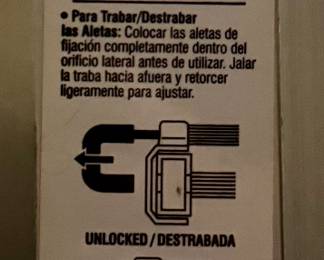 • Para Trabar/Destrabar
las Aletas: Colocar las aletas de
fijación completamente dentro del
orificio lateral antes de utilizar. Jalar
la traba hacia afuera y retorcer
ligeramente para ajustar.
UNLOCKED / DESTRABADA